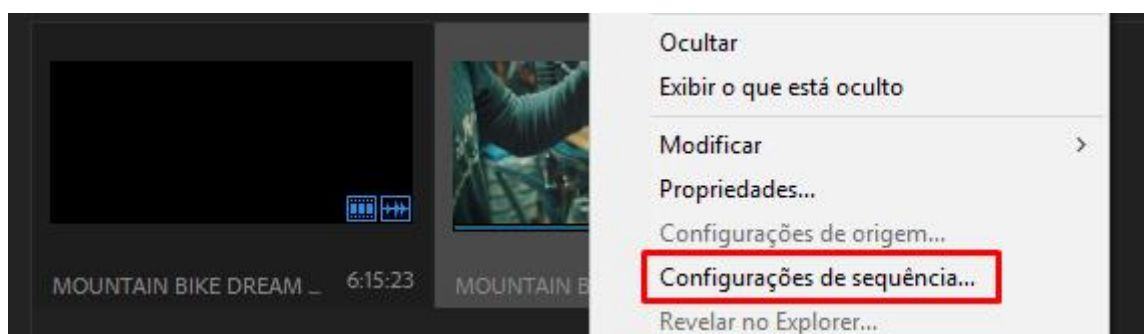 Ocultar
Exibir o que está oculto
Modificar
Propriedades...
Configurações de origem...
Configurações de sequência...
Revelar no Explorer...
MOUNTAIN BIKE DREAM _ 6:15:23
MOUNTAIN B